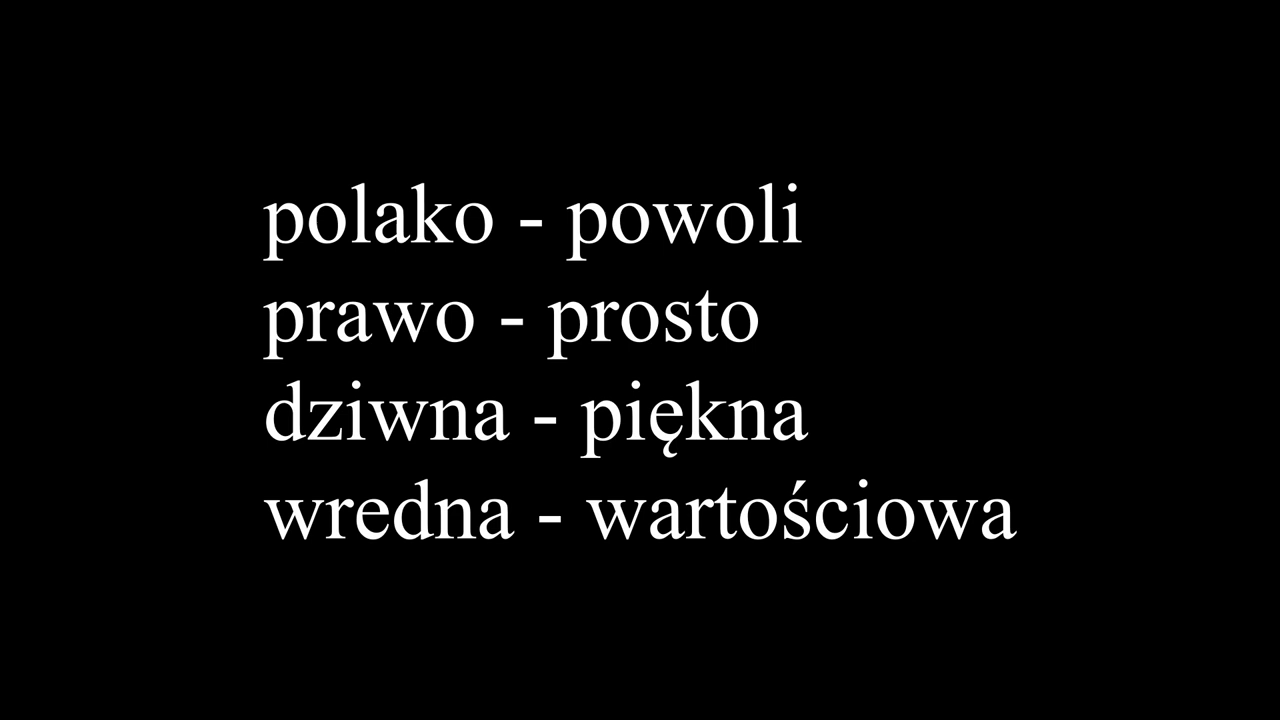 polako - powoli
prawo - prosto
dziwna - piękna
wredna - wartościowa